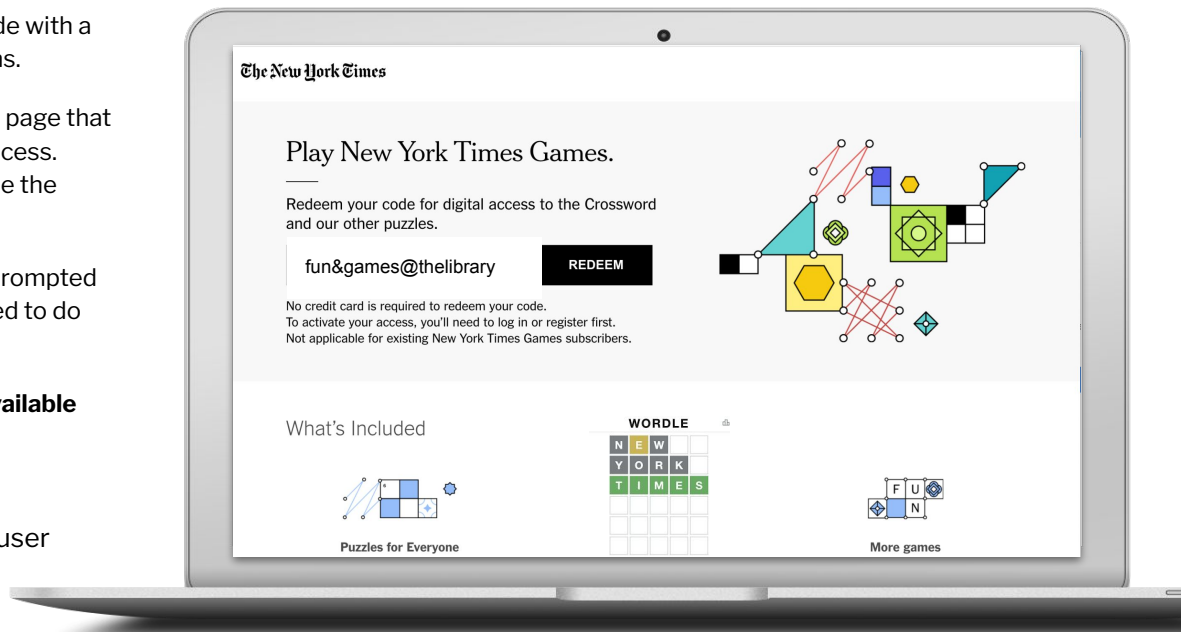 de with a
ns.
page that
cess.
e the
rompted
ed to do
ailable
user
The New York Times
Play New York Times Games.
Redeem your code for digital access to the Crossword
and our other puzzles.
fun&games@thelibrary
REDEEM
No credit card is required to redeem your code.
To activate your access, you'll need to log in or register first.
Not applicable for existing New York Times Games subscribers.
What's Included
WORDLE
NEW
YORK
TIMES
FU
N
Puzzles for Everyone
More games